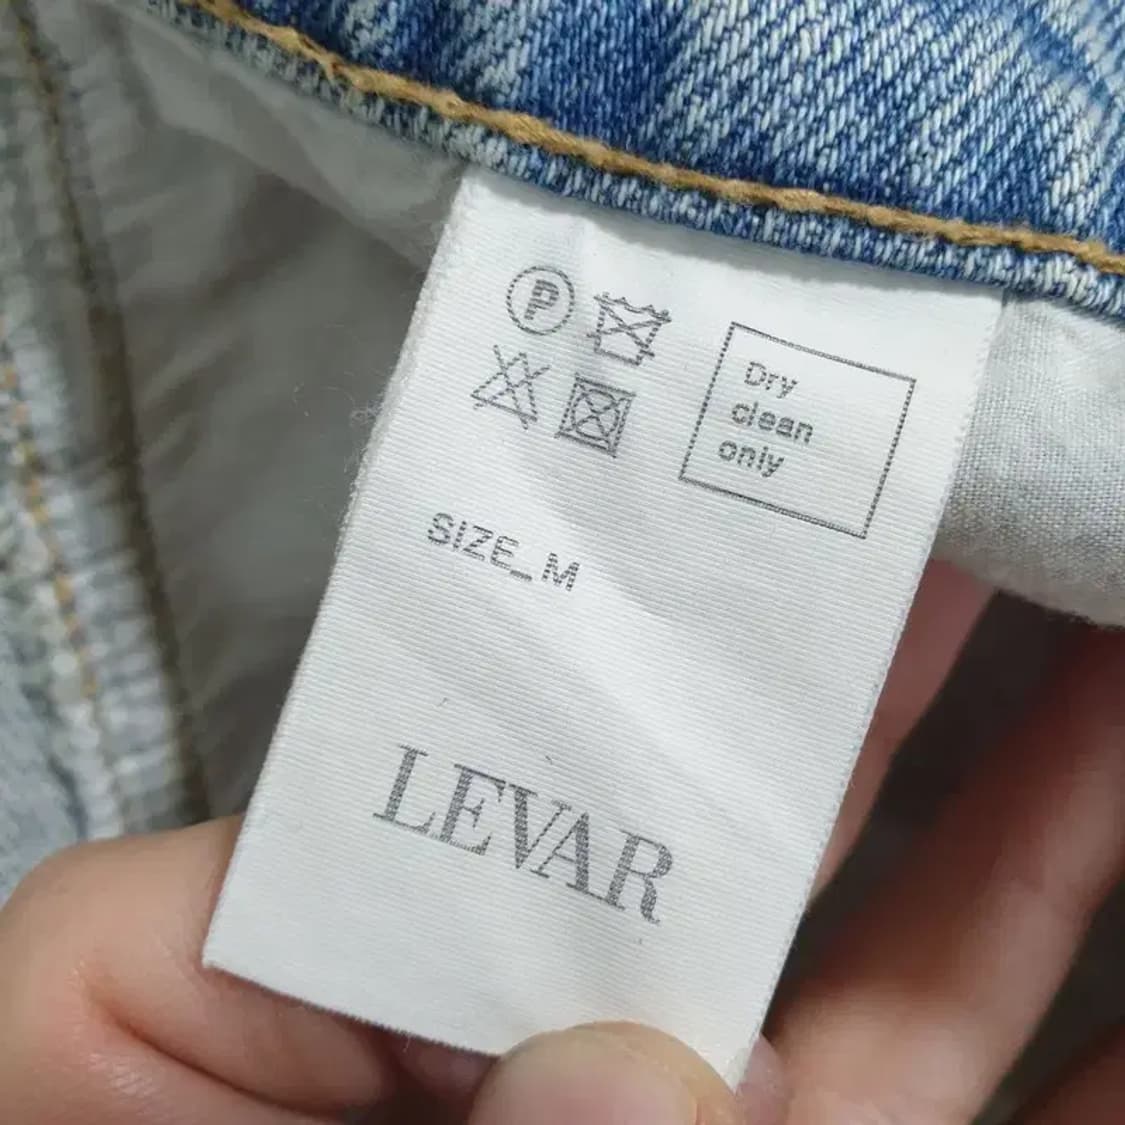 P
Dry
clean
only
SIZE_M
LEVAR